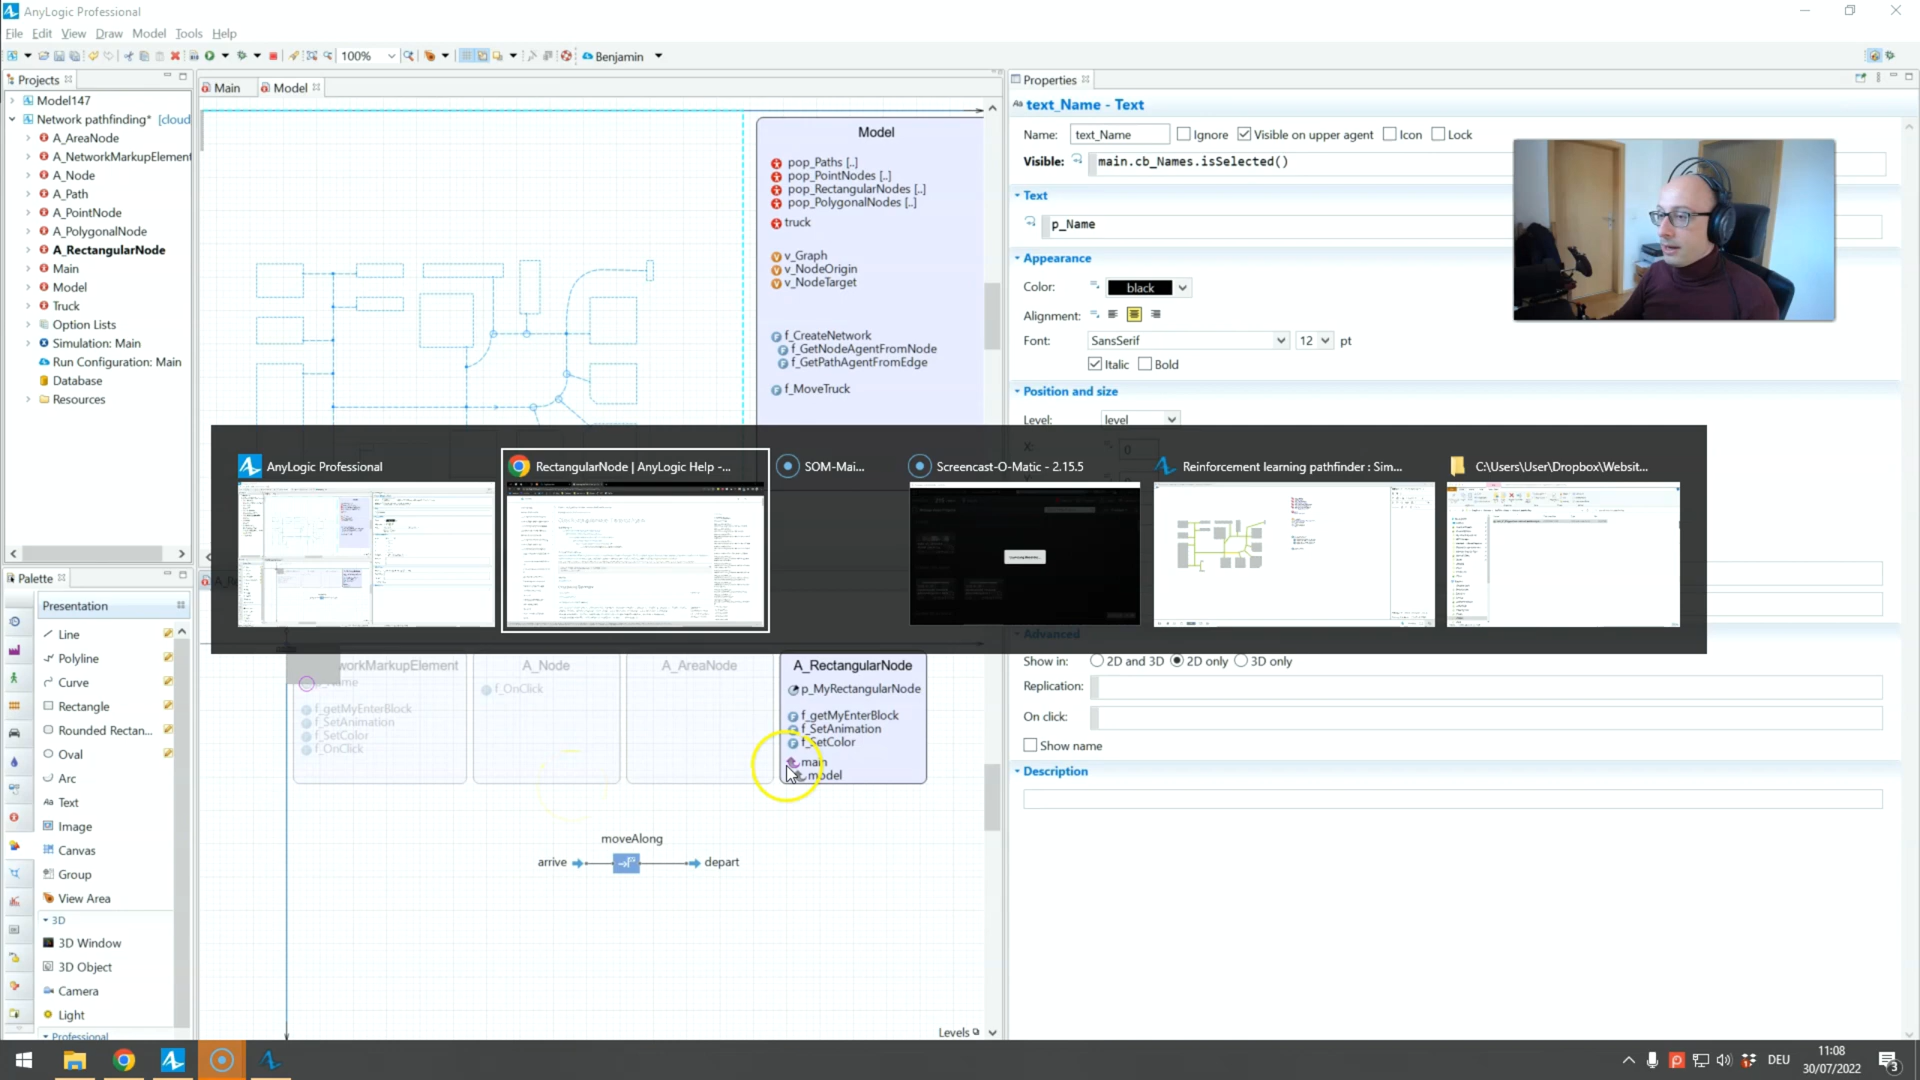 AnyLogic Professional
File Edit View Draw Model Tools Help
100% Benjamin
Projects
Model147
Network pathfinding* [cloud
A_AreaNode
A_NetworkMarkupElement
A_Node
A_Path
A_PointNode
A_PolygonalNode
A_RectangularNode
Main
Model
Truck
Option Lists
Simulation: Main
Run Configuration: Main
Database
Resources
Palette
Presentation
Line
Polyline
Curve
Rectangle
Rounded Rectan...
Oval
Arc
Text
Image
Canvas
Group
View Area
3D
3D Window
3D Object
Camera
Light
Professional
Main Model
Model
pop_Paths [..]
pop_PointNodes [..]
pop_RectangularNodes [..]
pop_PolygonalNodes [..]
truck
v_Graph
v_NodeOrigin
v_NodeTarget
f_CreateNetwork
f_GetNodeAgentFromNode
f_GetPathAgentFromEdge
f_MoveTruck
AnyLogic Professional
RectangularNode | AnyLogic Help -...
SOM-Mai...
Screencast-O-Matic - 2.15.5
Reinforcement learning pathfinder : Sim...
C:\Users\User\Dropbox\Websit...
workMarkupElement
f_getMyEnterBlock
f_SetAnimation
f_SetColor
f_OnClick
A_Node
f_OnClick
A_AreaNode
A_RectangularNode
p_MyRectangularNode
f_getMyEnterBlock
f_SetAnimation
f_SetColor
main
model
moveAlong
arrive depart
Levels
Properties
text_Name - Text
Name: text_Name Ignore Visible on upper agent Icon Lock
Visible: main.cb_Names.isSelected()
Text
p_Name
Appearance
Color: black
Alignment:
Font: SansSerif 12 pt
Italic Bold
Position and size
Level: level
X: 0
Advanced
Show in: 2D and 3D 2D only 3D only
Replication:
On click:
Show name
Description
DEU
11:08
30/07/2022
3